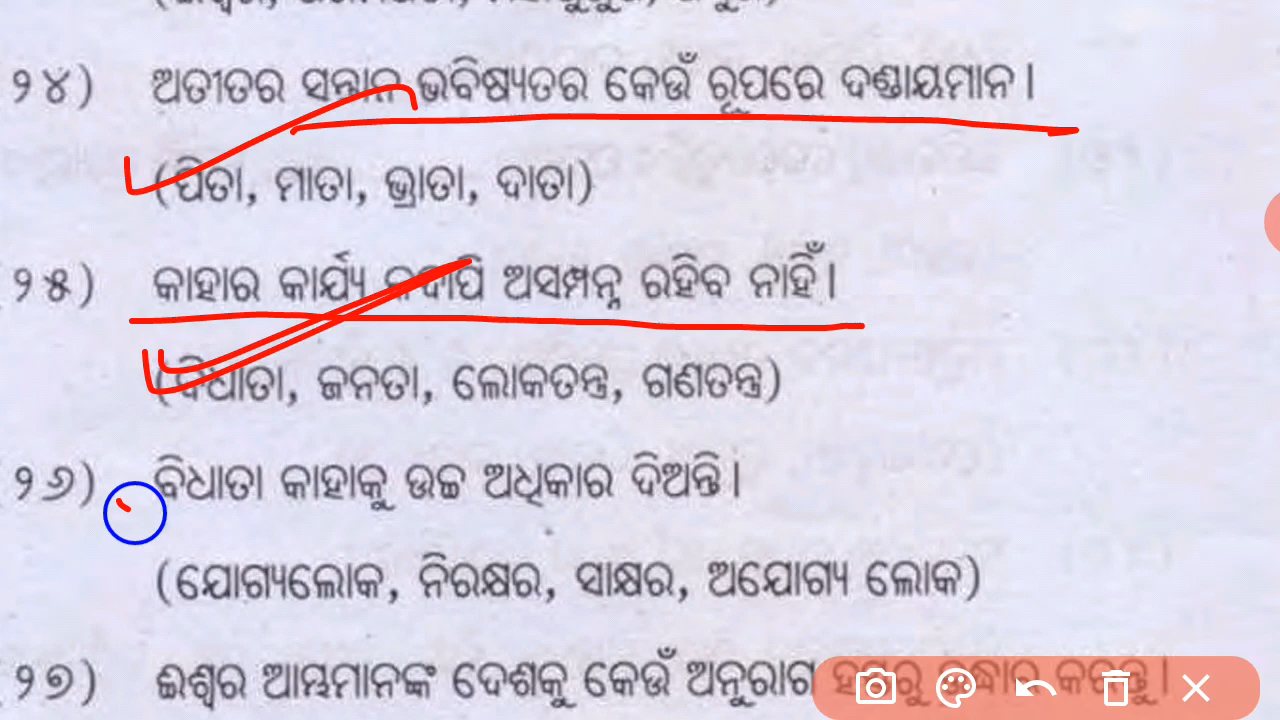 ୨୪) ଅତୀତର ସନ୍ତାନ ଭବିଷ୍ୟତର କେଉଁ ରୂପରେ ଦଣ୍ଡାୟମାନ।
(ପିତା, ମାତା, ଭ୍ରାତା, ଦାତା)
୨୫) କାହାର କାର୍ଯ୍ୟ କଦାପି ଅସମ୍ପନ୍ନ ରହିବ ନାହିଁ।
(ବିଧାତା, ଜନତା, ଲୋକତନ୍ତ୍ର, ଗଣତନ୍ତ୍ର)
୨୬) ବିଧାତା କାହାକୁ ଉଚ୍ଚ ଅଧିକାର ଦିଅନ୍ତି।
(ଯୋଗ୍ୟଲୋକ, ନିରକ୍ଷର, ସାକ୍ଷର, ଅଯୋଗ୍ୟ ଲୋକ)
୨୭) ଈଶ୍ୱର ଆମ୍ଭମାନଙ୍କ ଦେଶକୁ କେଉଁ ଅନୁରାଗ